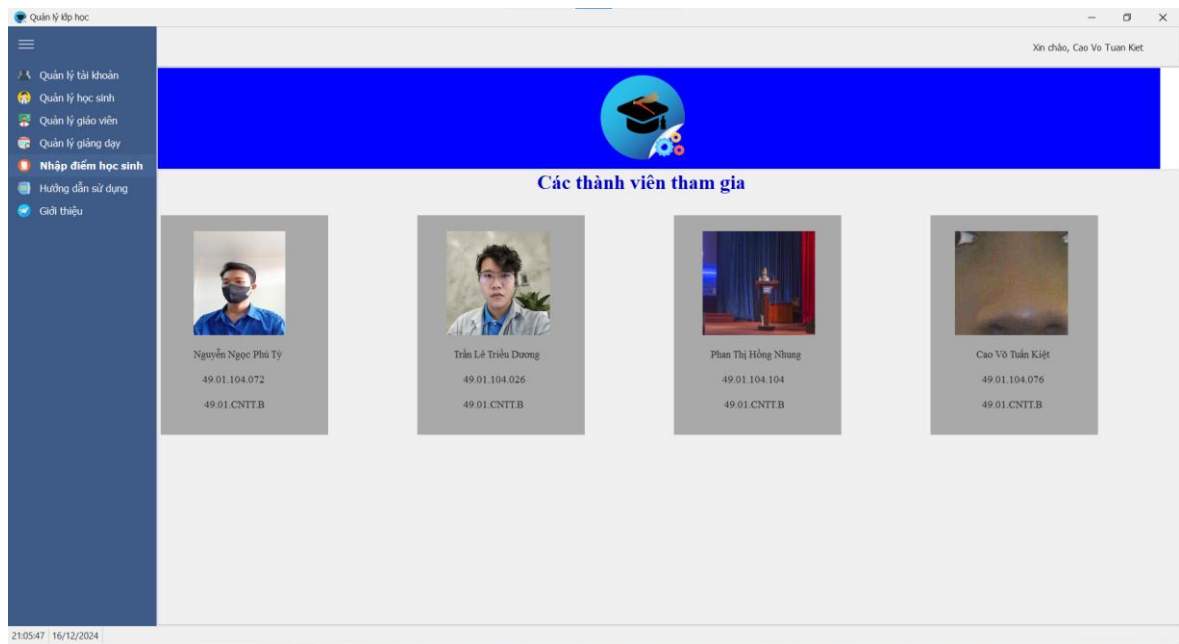 Quản lý lớp học
Xin chào, Cao Vo Tuan Kiet
Quản lý tài khoản
Quản lý học sinh
Quản lý giáo viên
Quản lý giảng dạy
Nhập điểm học sinh
Hướng dẫn sử dụng
Giới thiệu
Các thành viên tham gia
Nguyễn Ngọc Phú Tý
49.01.104.072
49.01.CNTT.B
Trần Lê Triều Dương
49.01.104.026
49.01.CNTT.B
Phan Thị Hồng Nhung
49.01.104.104
49.01.CNTT.B
Cao Võ Tuấn Kiệt
49.01.104.076
49.01.CNTT.B
21:05:47 16/12/2024